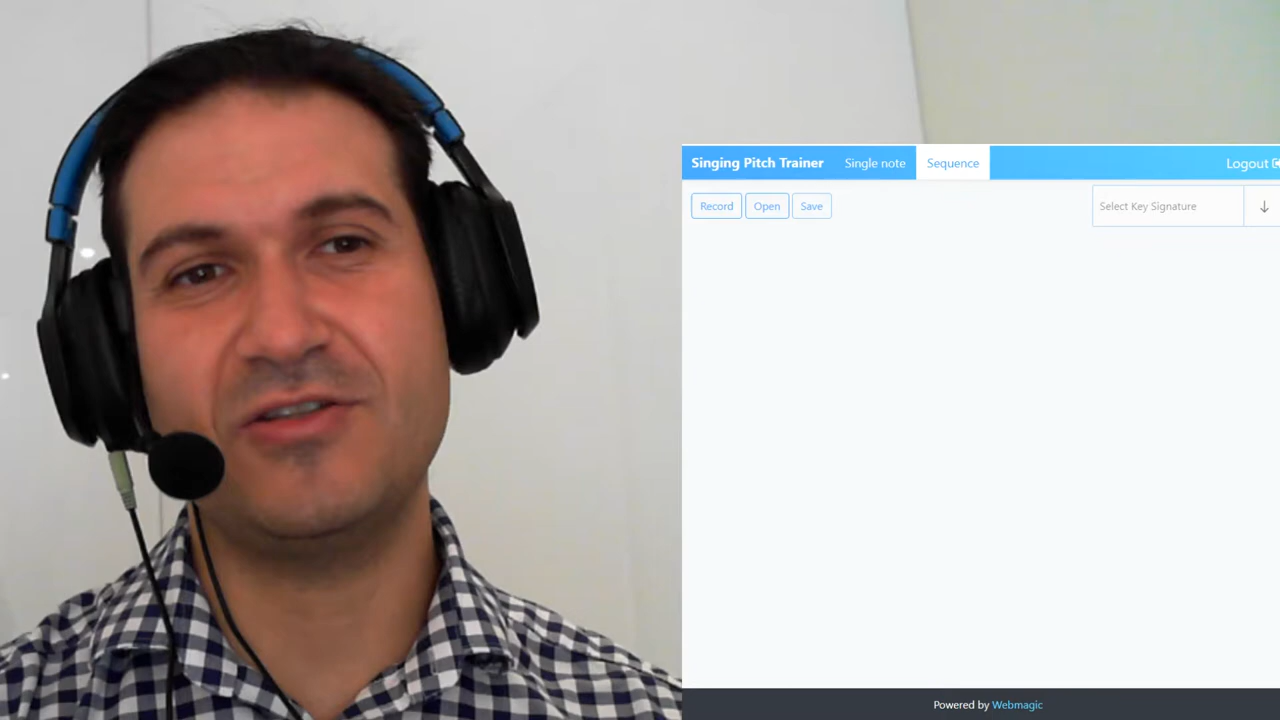 Singing Pitch Trainer Single note Sequence Logout
Record Open Save Select Key Signature
Powered by Webmagic